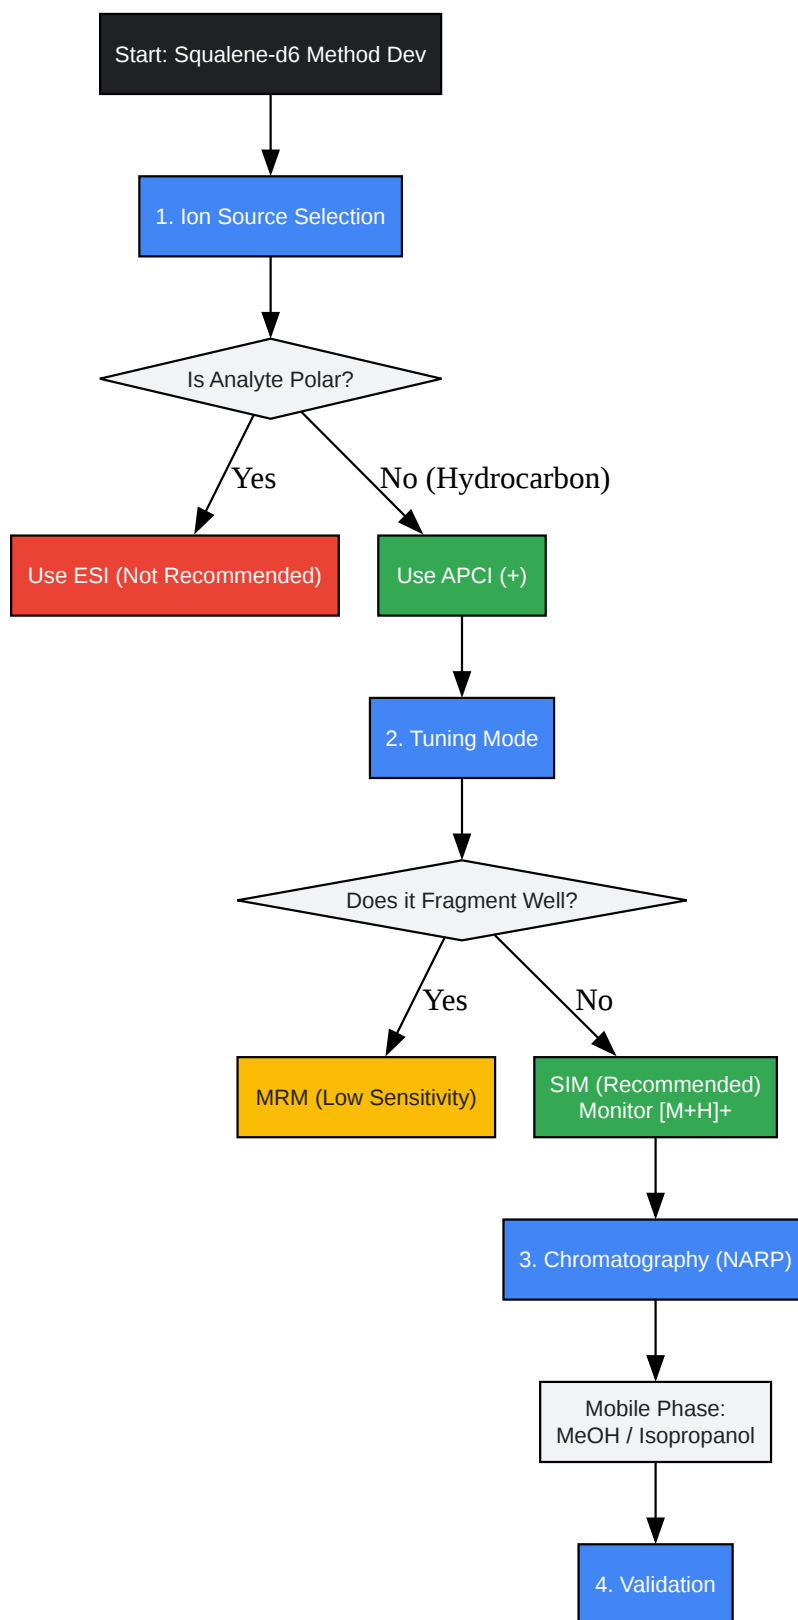 Start: Squalene-d6 Method Dev
1. Ion Source Selection
Is Analyte Polar?
Yes
No (Hydrocarbon)
Use ESI (Not Recommended)
Use APCI (+)
2. Tuning Mode
Does it Fragment Well?
Yes
No
MRM (Low Sensitivity)
SIM (Recommended)
Monitor [M+H]+
3. Chromatography (NARP)
Mobile Phase:
MeOH / Isopropanol
4. Validation